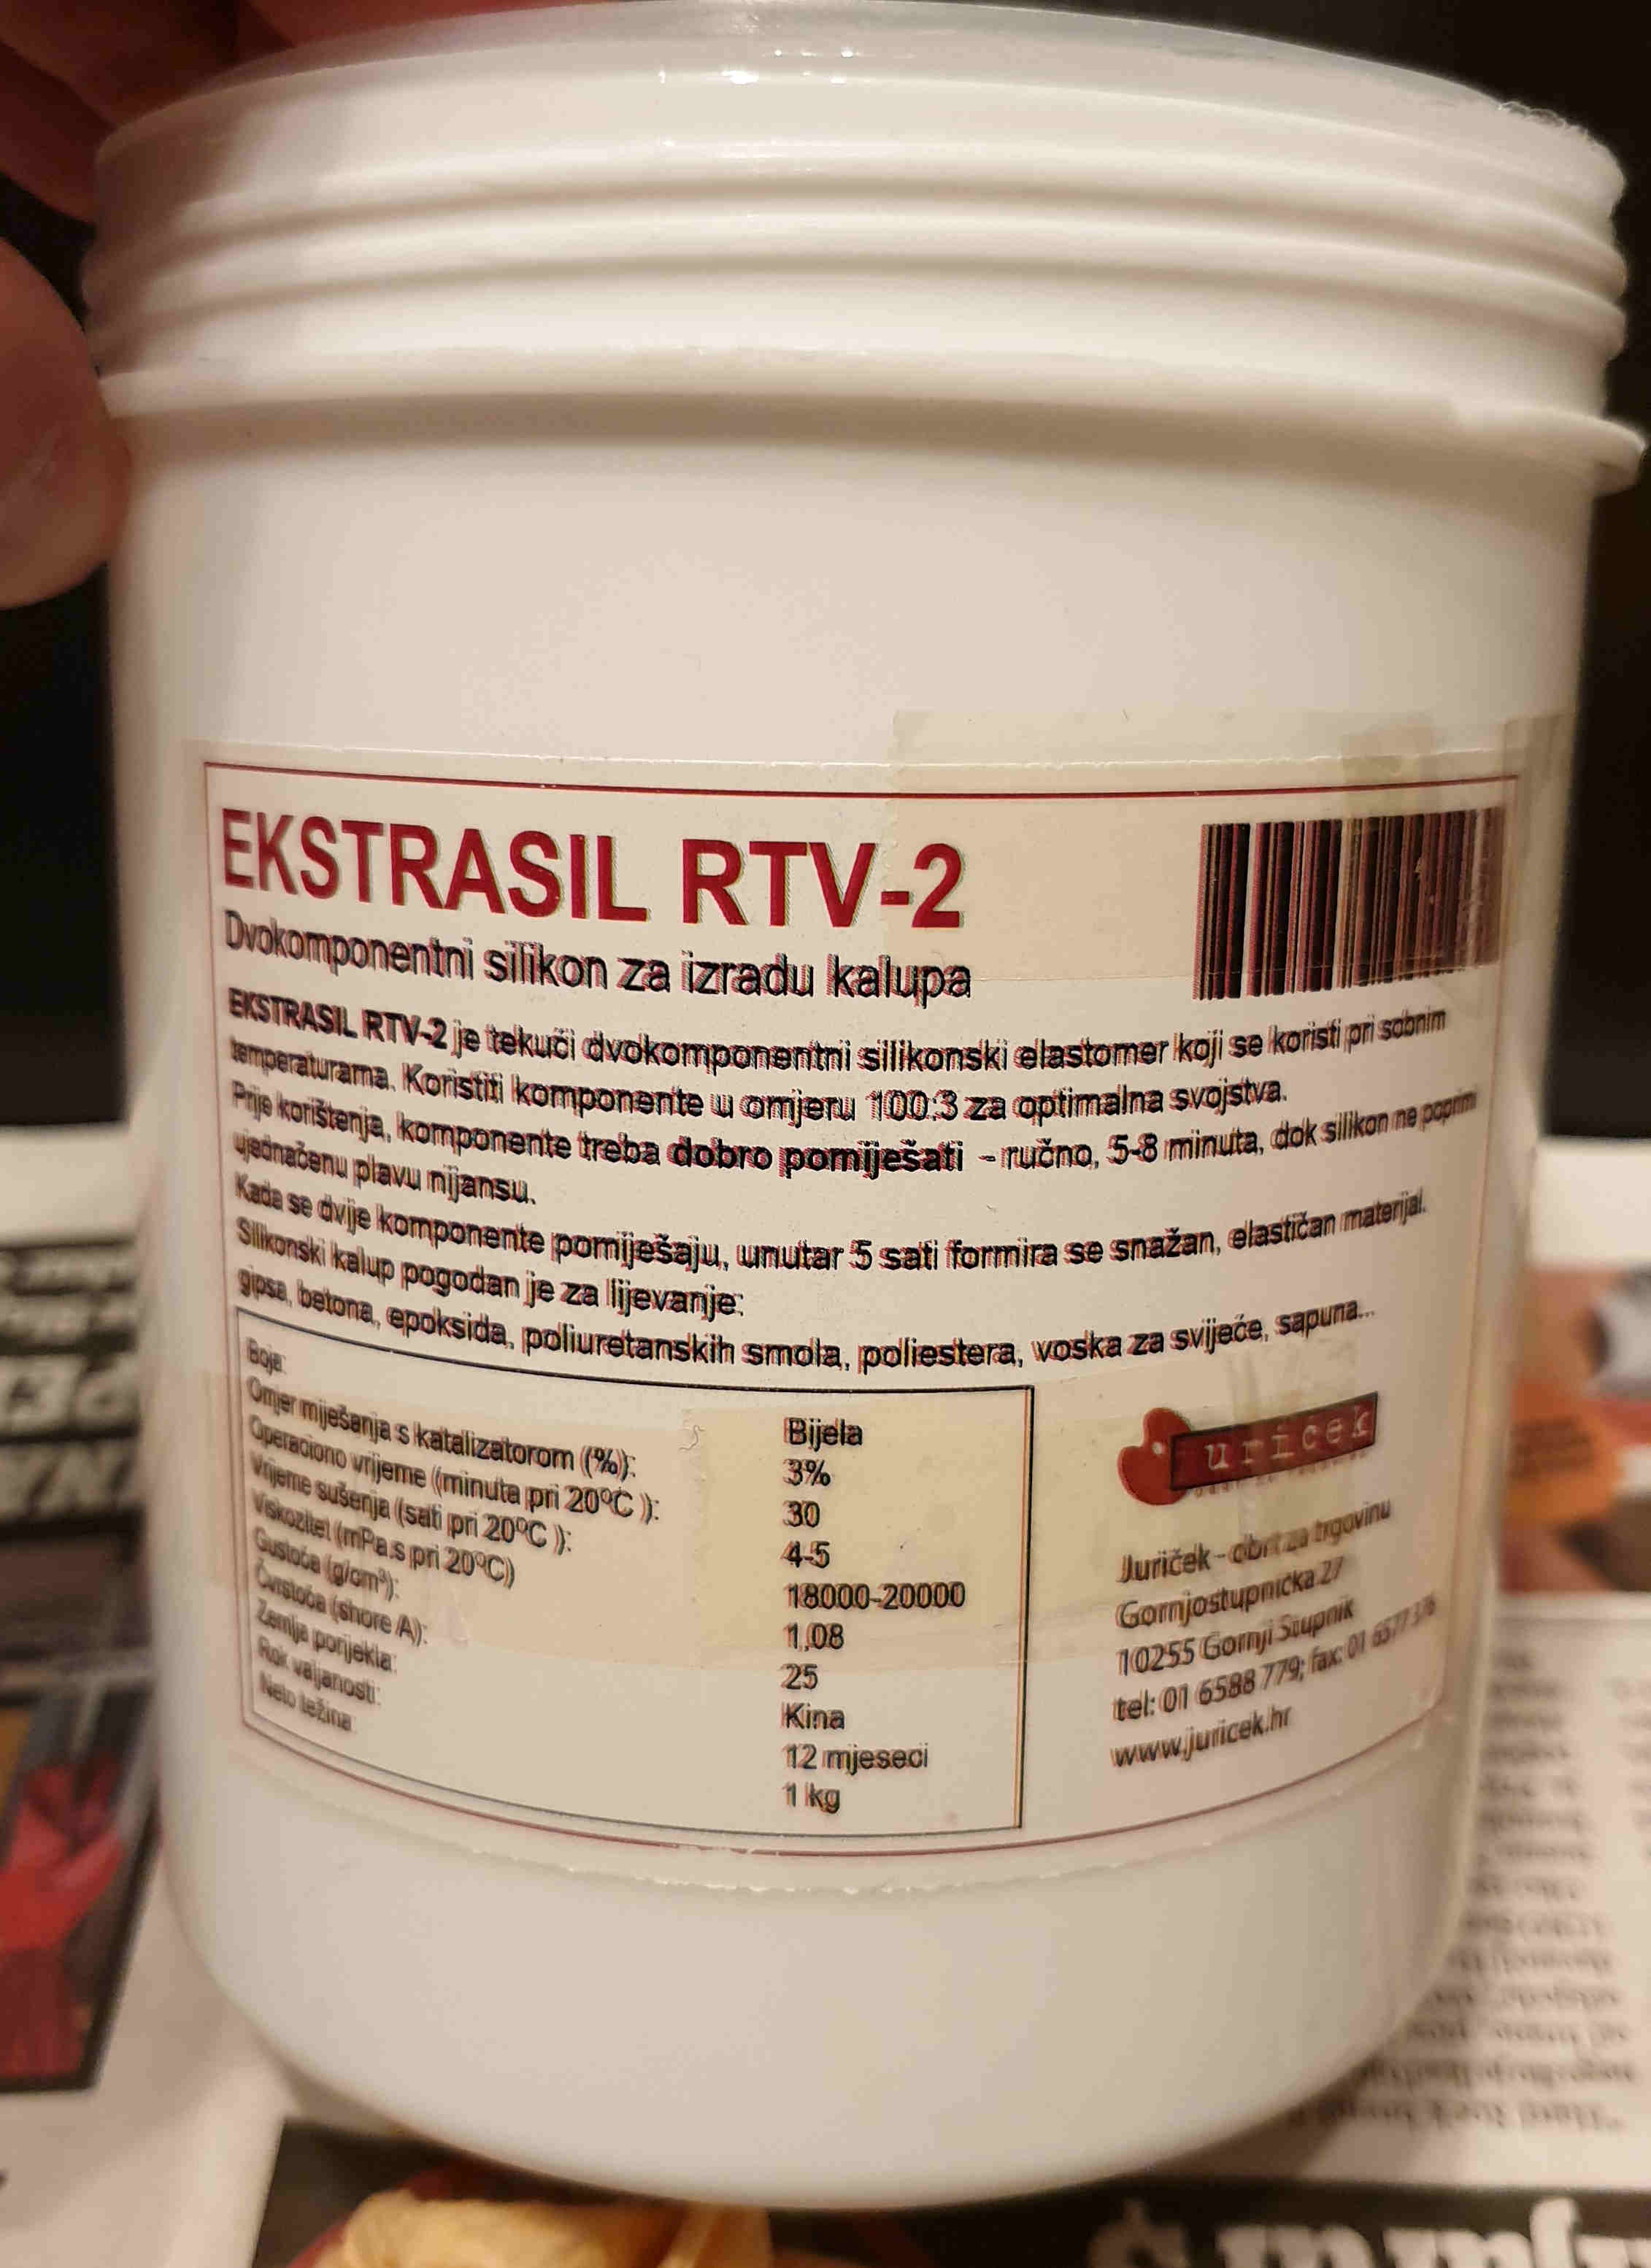 EKSTRASIL RTV-2
Dvokomponentni silikon za izradu kalupa
EKSTRASIL RTV-2 je tekući dvokomponentni silikonski elastomer koji se koristi pri sobnim
temperaturama. Koristiti komponente u omjeru 100:3 za optimalna svojstva.
Prije korištenja, komponente treba dobro pomiješati - ručno, 5-8 minuta, dok silikon ne poprimi
ujednačenu plavu nijansu.
Kada se dvije komponente pomiješaju, unutar 5 sati formira se snažan, elastičan materijal.
Silikonski kalup pogodan je za lijevanje:
gipsa, betona, epoksida, poliuretanskih smola, poliestera, voska za svijeće, sapuna...
Boja: Bijela
Omjer miješanja s katalizatorom (%): 3%
Operaciono vrijeme (minuta pri 20°C ): 30
Vrijeme sušenja (sati pri 20°C ): 4-5
Viskozitet (mPa.s pri 20°C) 18000-20000
Gustoća (g/cm³): 1,08
Čvrstoća (shore A): 25
Zemlja porijekla: Kina
Rok valjanosti: 12 mjeseci
Neto težina 1 kg
uricek
Juriček - obrt za trgovinu
Gornjostupnička 27
10255 Gornji Stupnik
tel: 01 6588 779; fax: 01 6577
www.juricek.hr